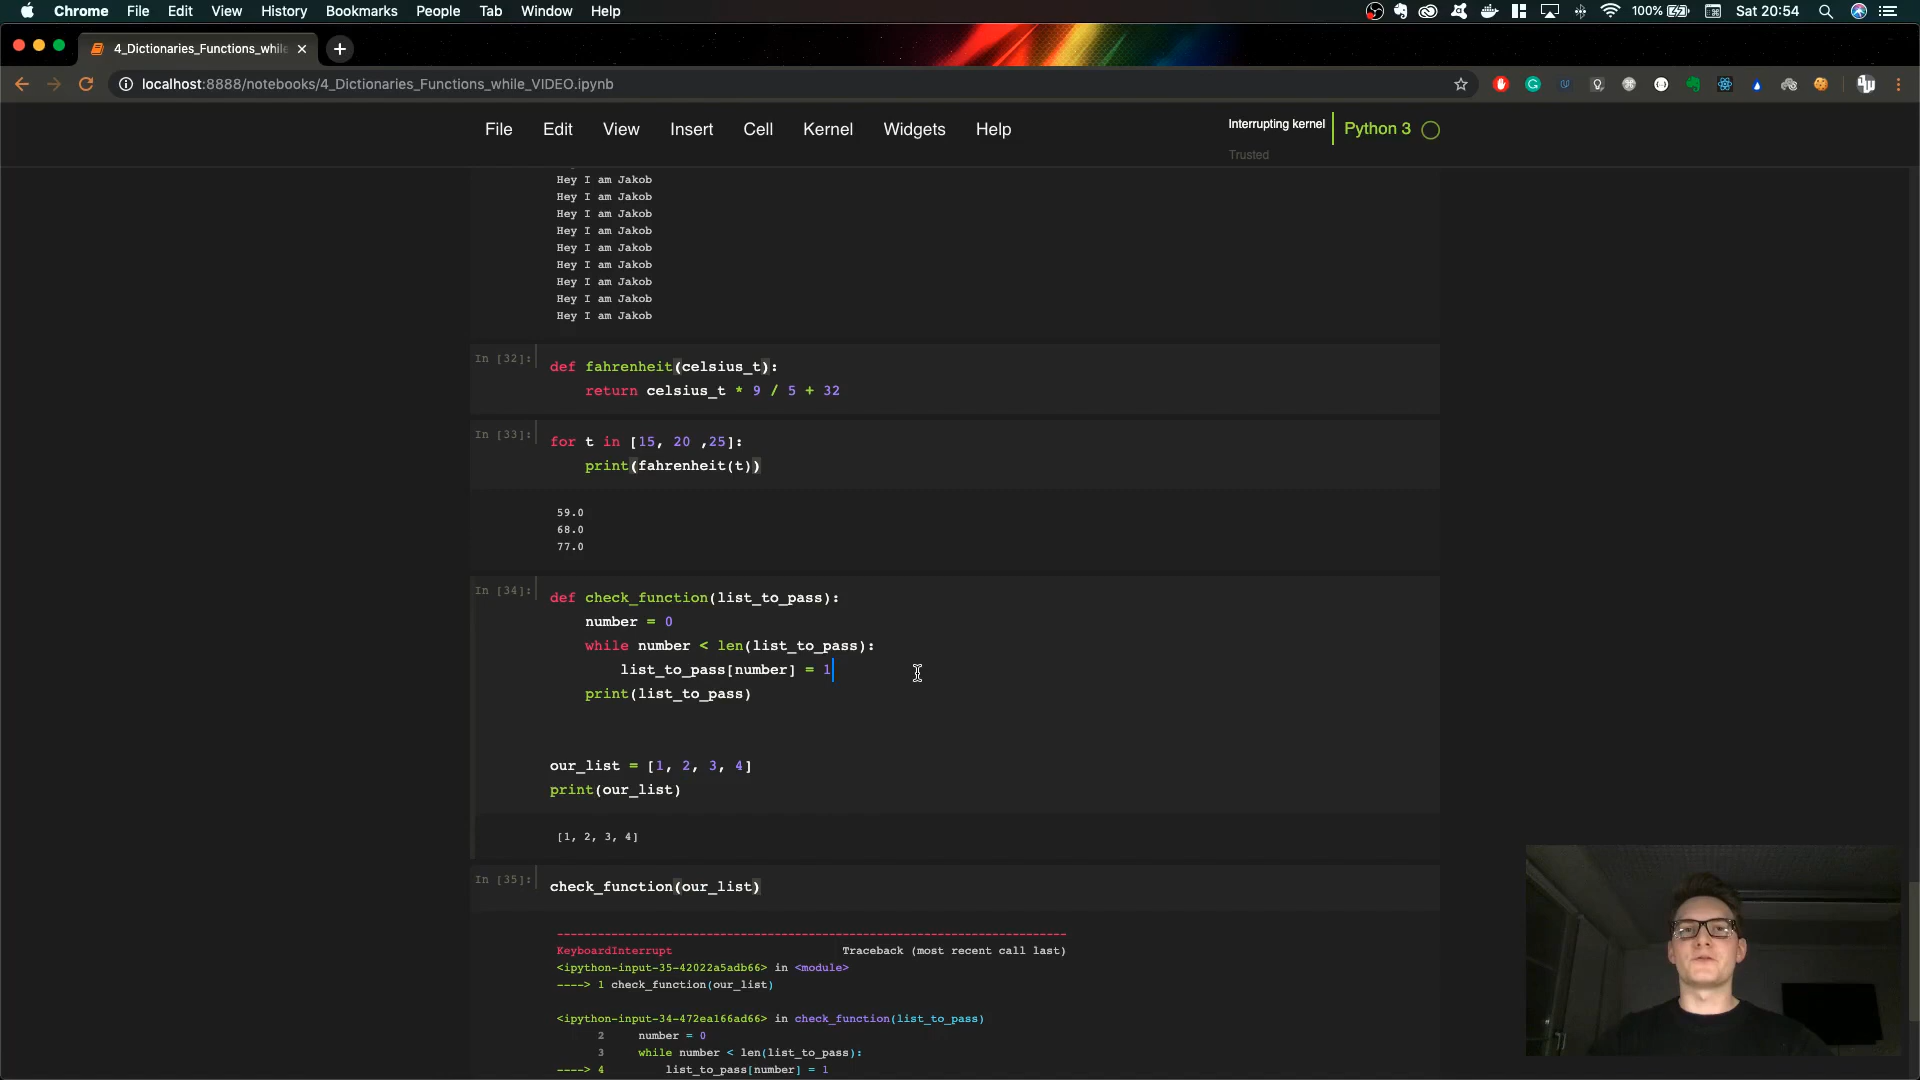 Chrome File Edit View History Bookmarks People Tab Window Help 100% Sat 20:54
4_Dictionaries_Functions_while
localhost:8888/notebooks/4_Dictionaries_Functions_while_VIDEO.ipynb
File Edit View Insert Cell Kernel Widgets Help Interrupting kernel Python 3
Trusted
Hey I am Jakob
Hey I am Jakob
Hey I am Jakob
Hey I am Jakob
Hey I am Jakob
Hey I am Jakob
Hey I am Jakob
Hey I am Jakob
Hey I am Jakob
In [32]: def fahrenheit(celsius_t):
return celsius_t * 9 / 5 + 32
In [33]: for t in [15, 20 ,25]:
print(fahrenheit(t))
59.0
68.0
77.0
In [34]: def check_function(list_to_pass):
number = 0
while number < len(list_to_pass):
list_to_pass[number] = 1
print(list_to_pass)
our_list = [1, 2, 3, 4]
print(our_list)
[1, 2, 3, 4]
In [35]: check_function(our_list)
---------------------------------------------------------------------------
KeyboardInterrupt Traceback (most recent call last)
<ipython-input-35-42022a5adb66> in <module>
----> 1 check_function(our_list)
<ipython-input-34-472ea166ad66> in check_function(list_to_pass)
2 number = 0
3 while number < len(list_to_pass):
----> 4 list_to_pass[number] = 1